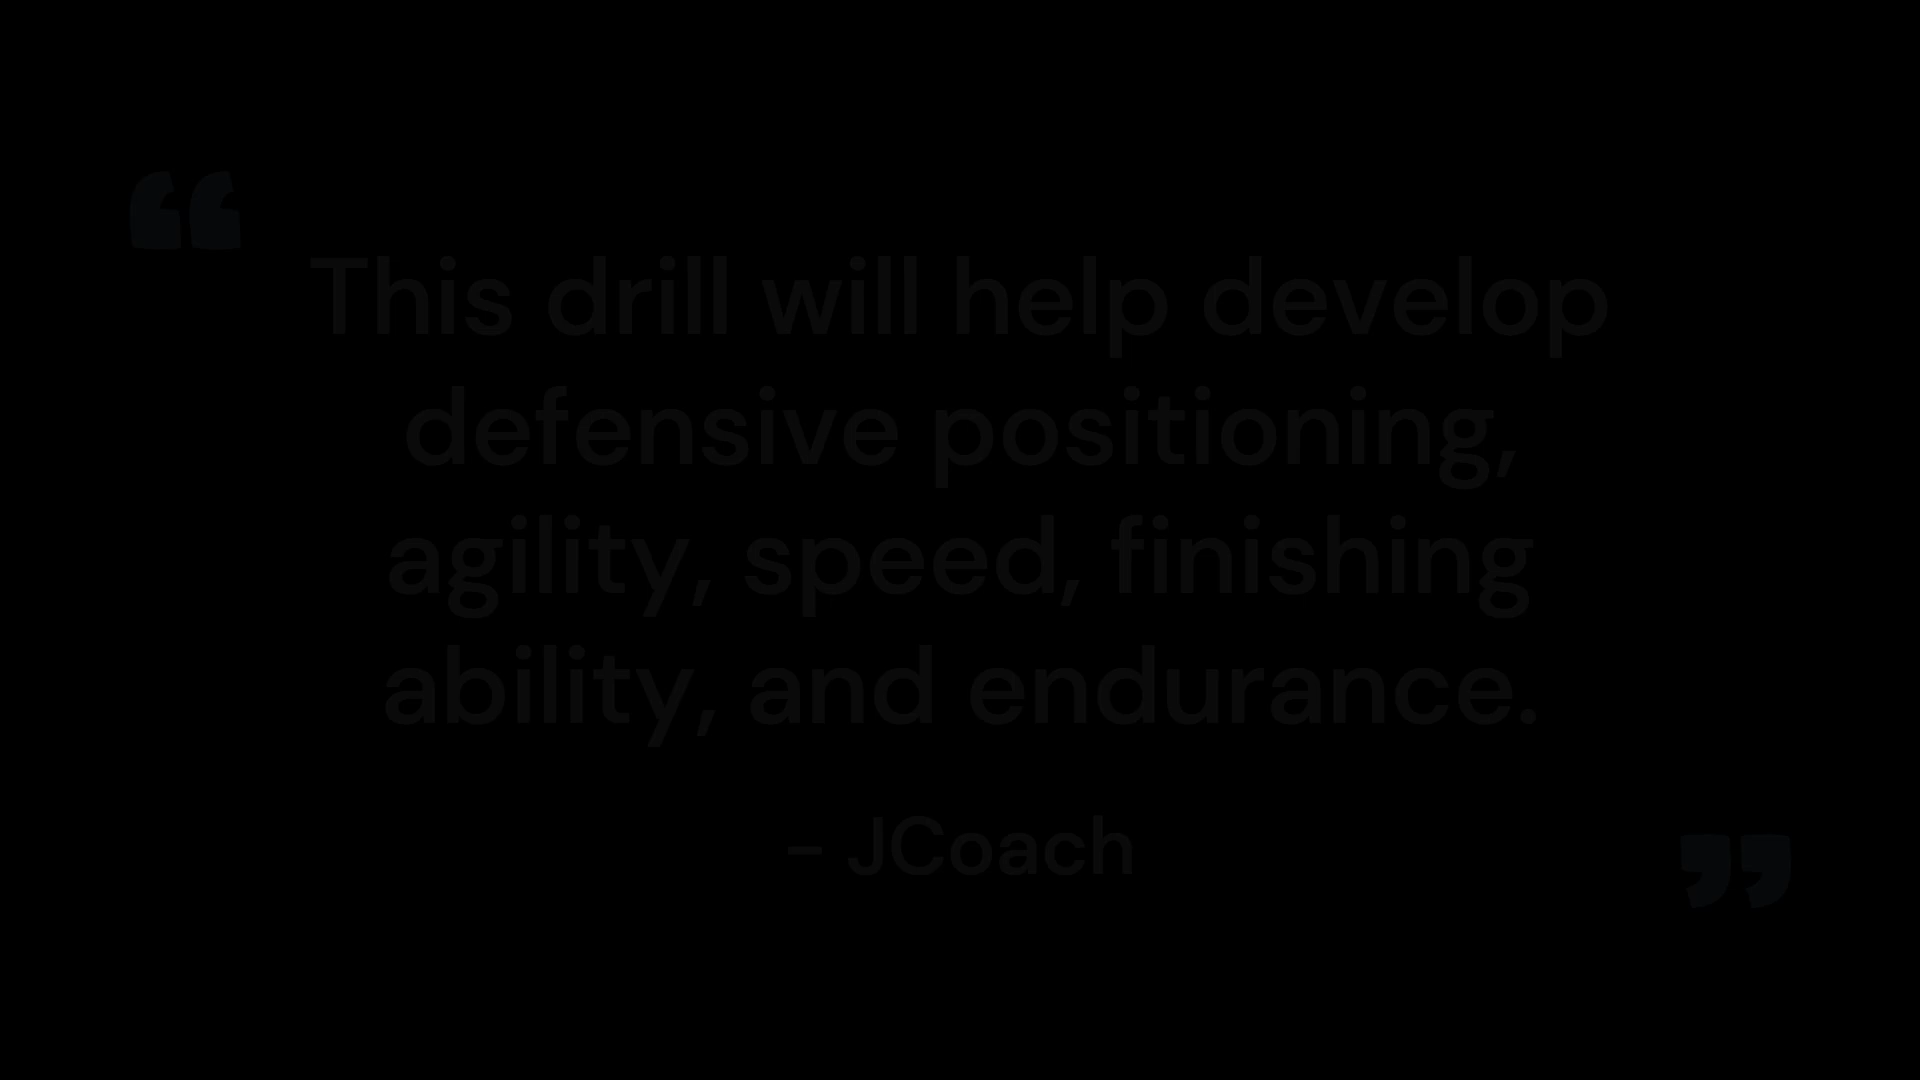 “
This drill will help develop
defensive positioning,
agility, speed, finishing
ability, and endurance.
- JCoach
”